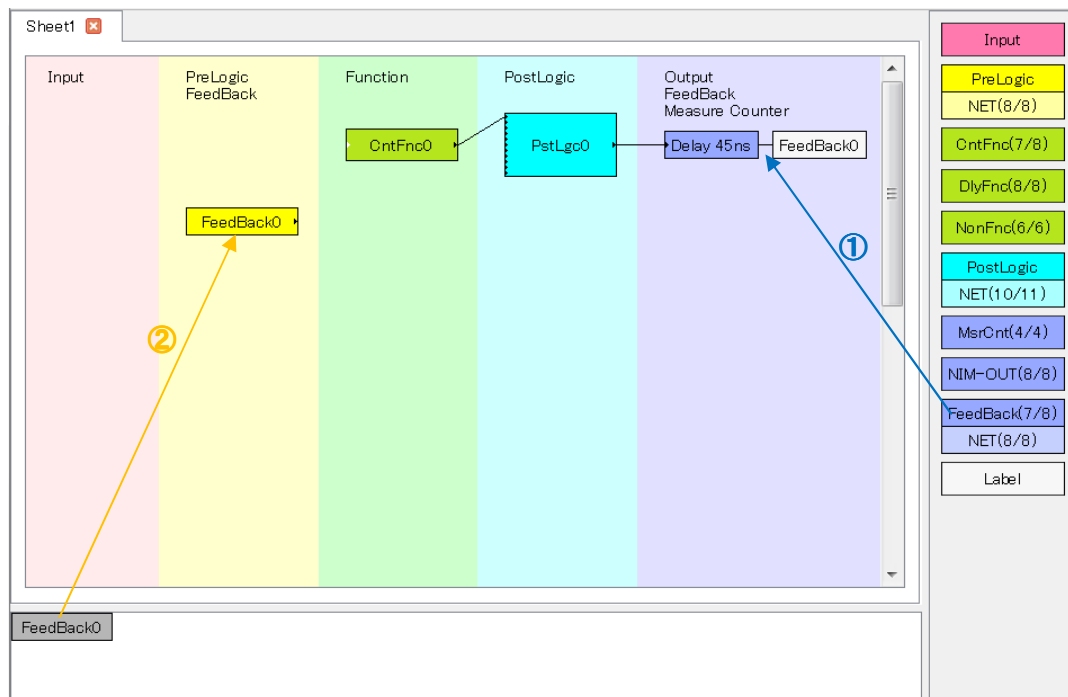 Sheet1
Input
PreLogic
FeedBack
Function
PostLogic
Output
FeedBack
Measure Counter
CntFnc0
PstLgc0
Delay 45ns
FeedBack0
FeedBack0
①
②
FeedBack0
Input
PreLogic
NET(8/8)
CntFnc(7/8)
DlyFnc(8/8)
NonFnc(6/6)
PostLogic
NET(10/11)
MsrCnt(4/4)
NIM-OUT(8/8)
FeedBack(7/8)
NET(8/8)
Label